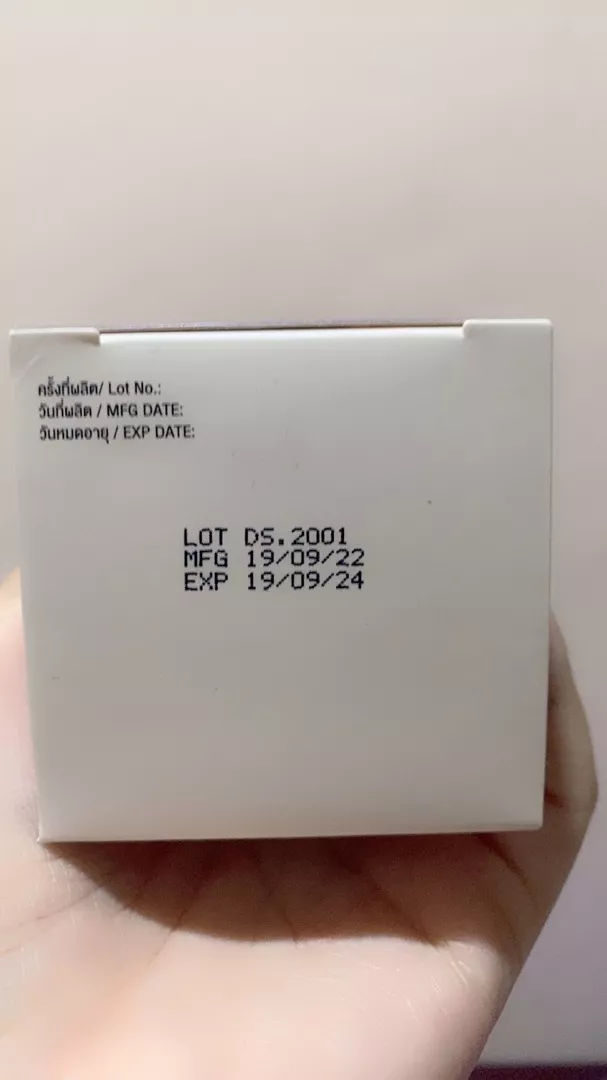 ครั้งที่ผลิต/ Lot No.:
วันที่ผลิต / MFG DATE:
วันหมดอายุ / EXP DATE:
LOT DS.2001
MFG 19/09/22
EXP 19/09/24